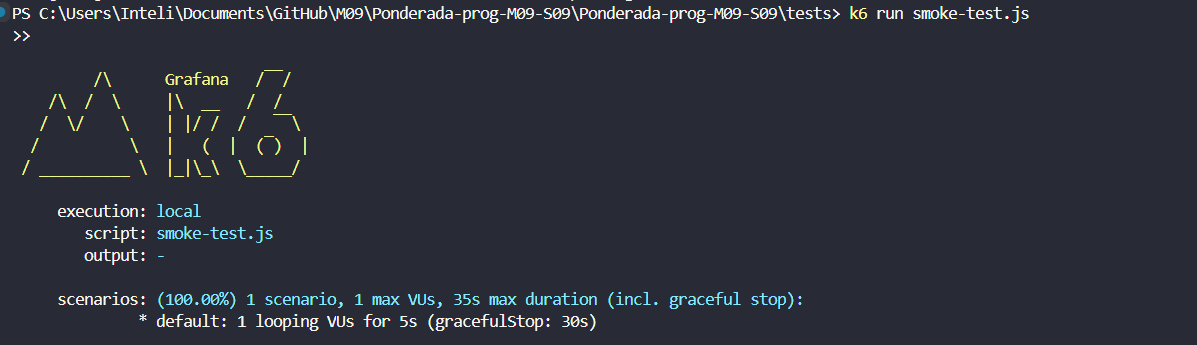 PS C:\Users\Inteli\Documents\GitHub\M09\Ponderada-prog-M09-S09\Ponderada-prog-M09-S09\tests> k6 run smoke-test.js
>>
Grafana
k6
execution: local
script: smoke-test.js
output: -
scenarios: (100.00%) 1 scenario, 1 max VUs, 35s max duration (incl. graceful stop):
* default: 1 looping VUs for 5s (gracefulStop: 30s)